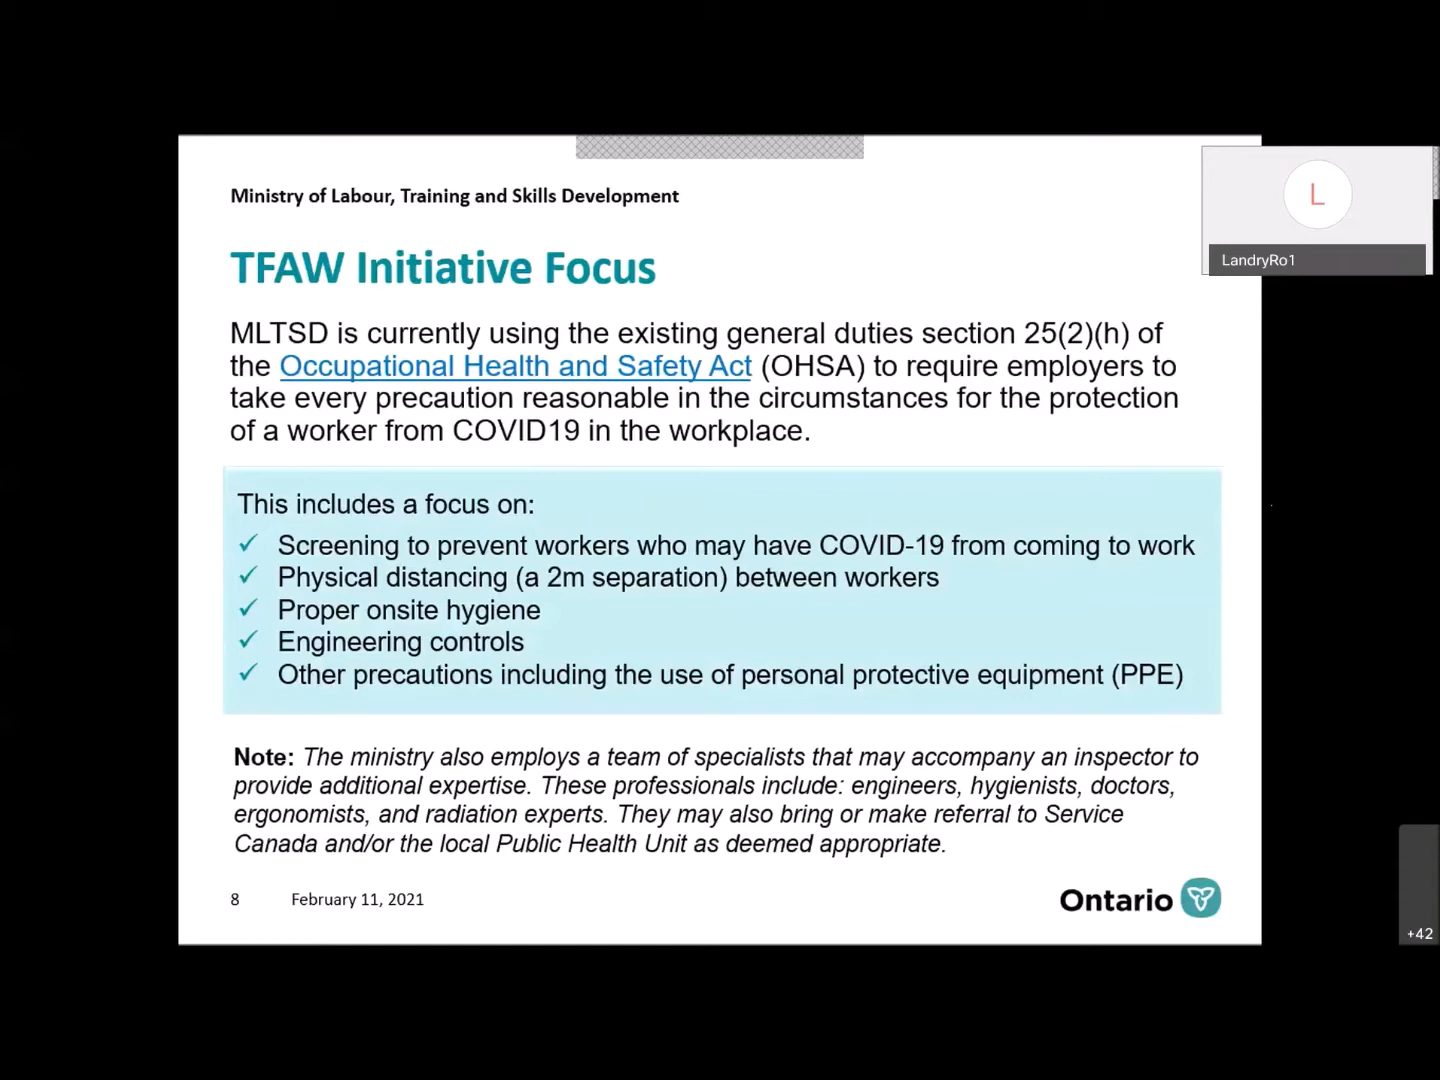 Ministry of Labour, Training and Skills Development
TFAW Initiative Focus
MLTSD is currently using the existing general duties section 25(2)(h) of
the Occupational Health and Safety Act (OHSA) to require employers to
take every precaution reasonable in the circumstances for the protection
of a worker from COVID19 in the workplace.
This includes a focus on:
✓ Screening to prevent workers who may have COVID-19 from coming to work
✓ Physical distancing (a 2m separation) between workers
✓ Proper onsite hygiene
✓ Engineering controls
✓ Other precautions including the use of personal protective equipment (PPE)
Note: The ministry also employs a team of specialists that may accompany an inspector to
provide additional expertise. These professionals include: engineers, hygienists, doctors,
ergonomists, and radiation experts. They may also bring or make referral to Service
Canada and/or the local Public Health Unit as deemed appropriate.
8 February 11, 2021
Ontario
L
LandryRo1
+42